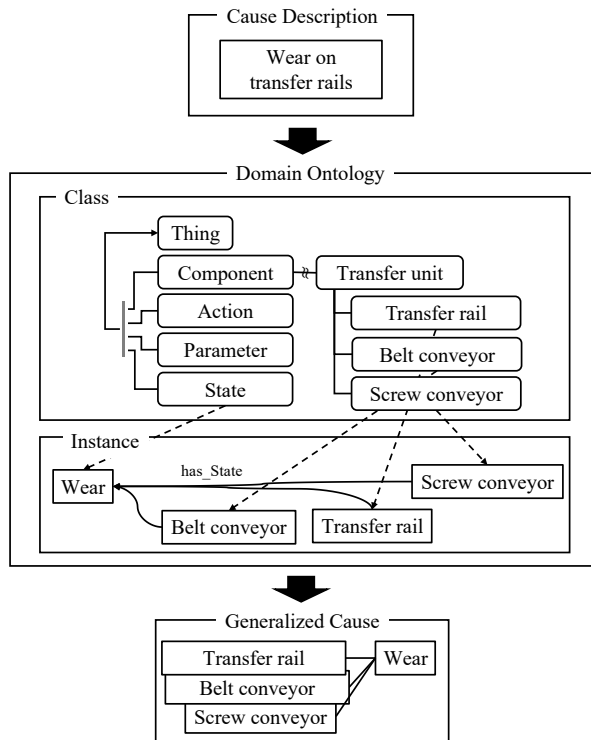 Cause Description
Wear on
transfer rails
Domain Ontology
Class
Thing
Component
Transfer unit
Action
Transfer rail
Parameter
Belt conveyor
State
Screw conveyor
Instance
has_State
Wear
Screw conveyor
Belt conveyor
Transfer rail
Generalized Cause
Transfer rail
Wear
Belt conveyor
Screw conveyor